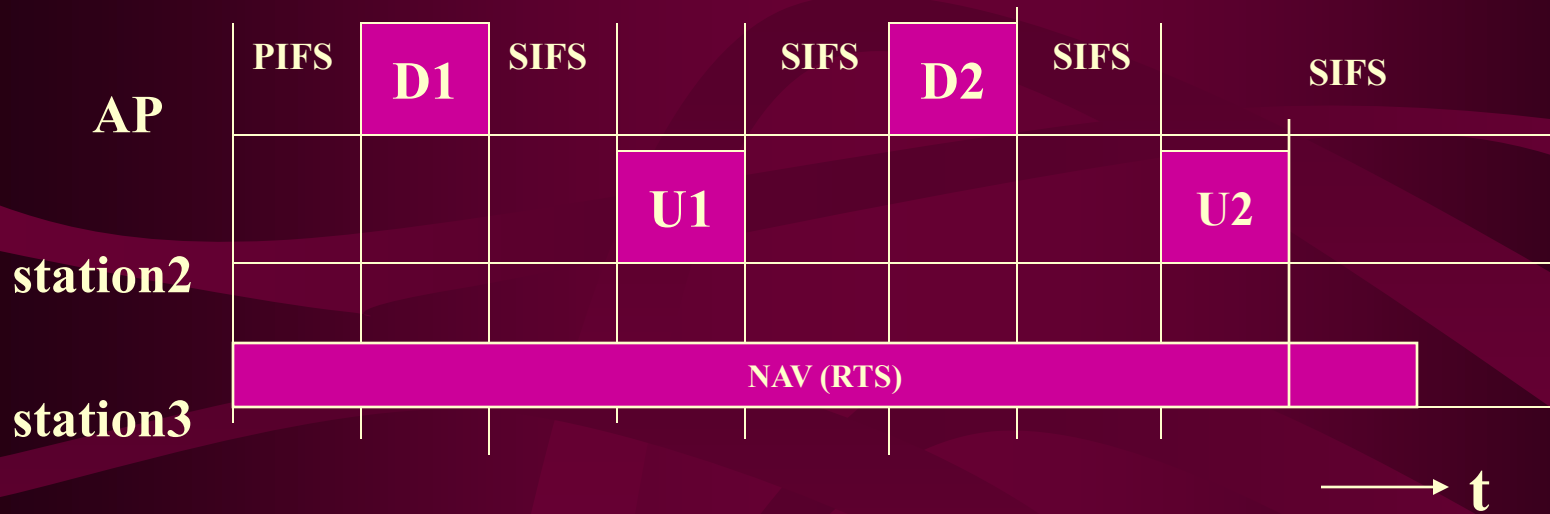 PIFS
D1
SIFS
SIFS
D2
SIFS
SIFS
AP
U1
U2
station2
NAV (RTS)
station3
t